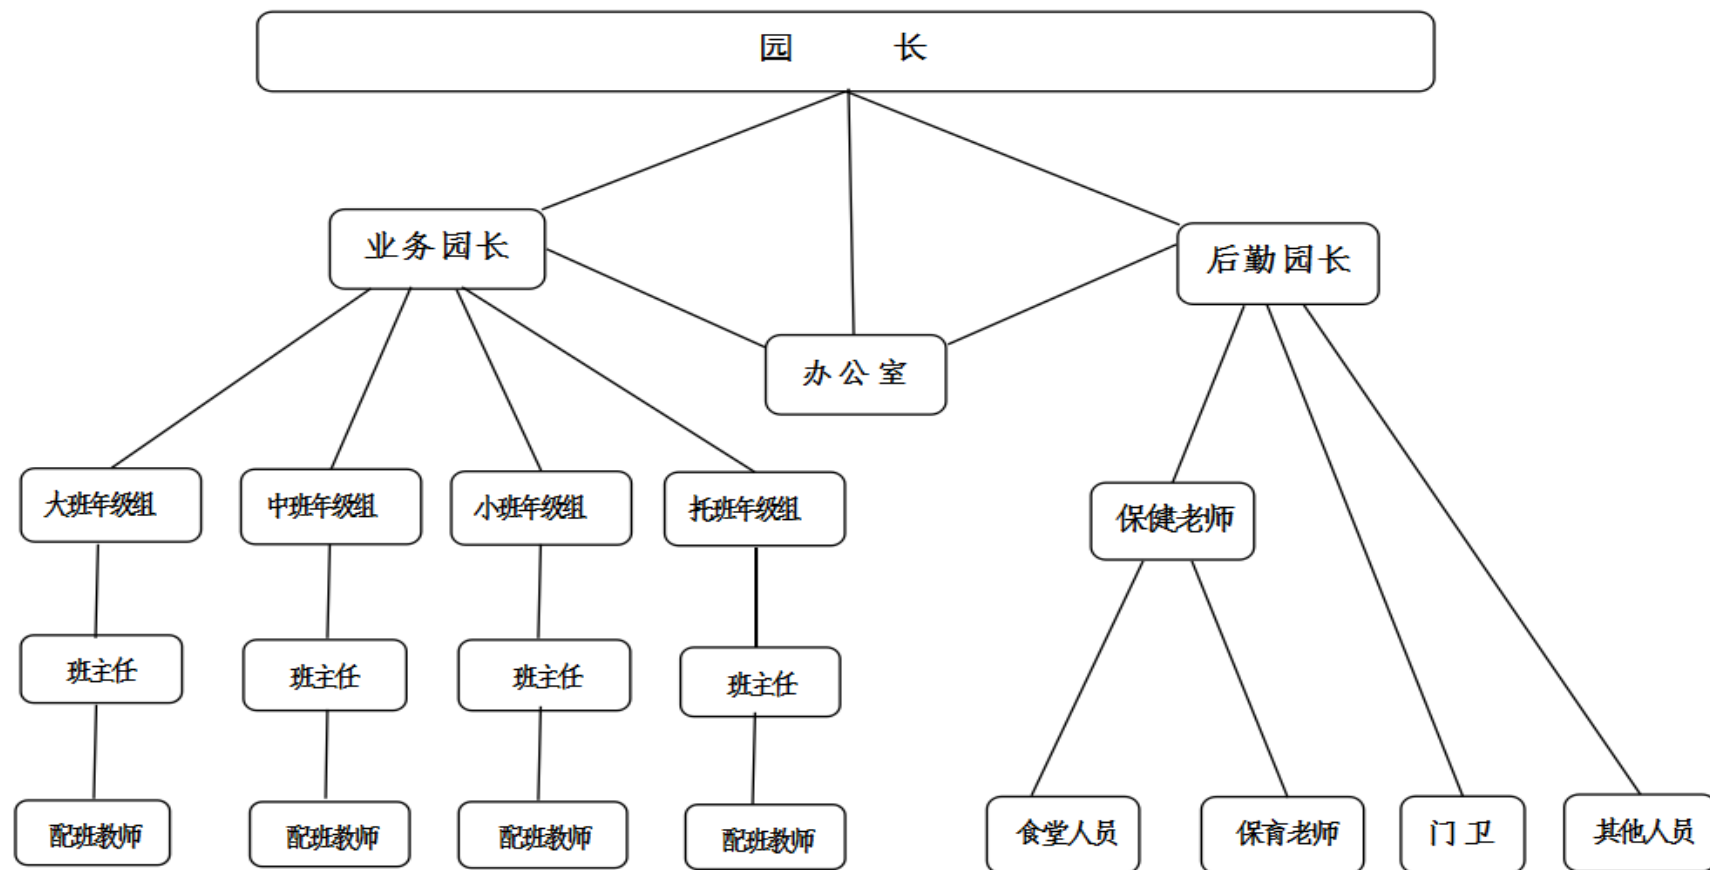 园 长
业务园长
后勤园长
办公室
大班年级组
中班年级组
小班年级组
托班年级组
保健老师
班主任
班主任
班主任
班主任
配班教师
配班教师
配班教师
配班教师
食堂人员
保育老师
门卫
其他人员